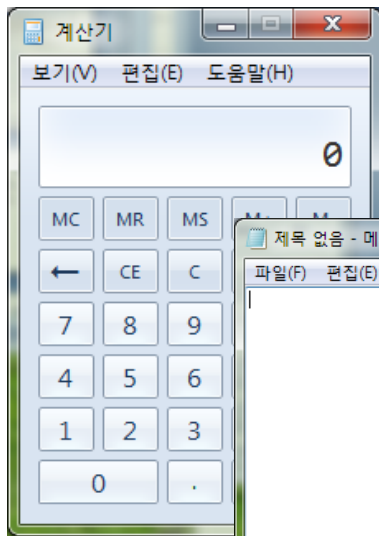 계산기
보기(V) 편집(E) 도움말(H)
0
MC MR MS
제목 없음 - 메
파일(F) 편집(E)
← CE C
7 8 9
4 5 6
1 2 3
0 .